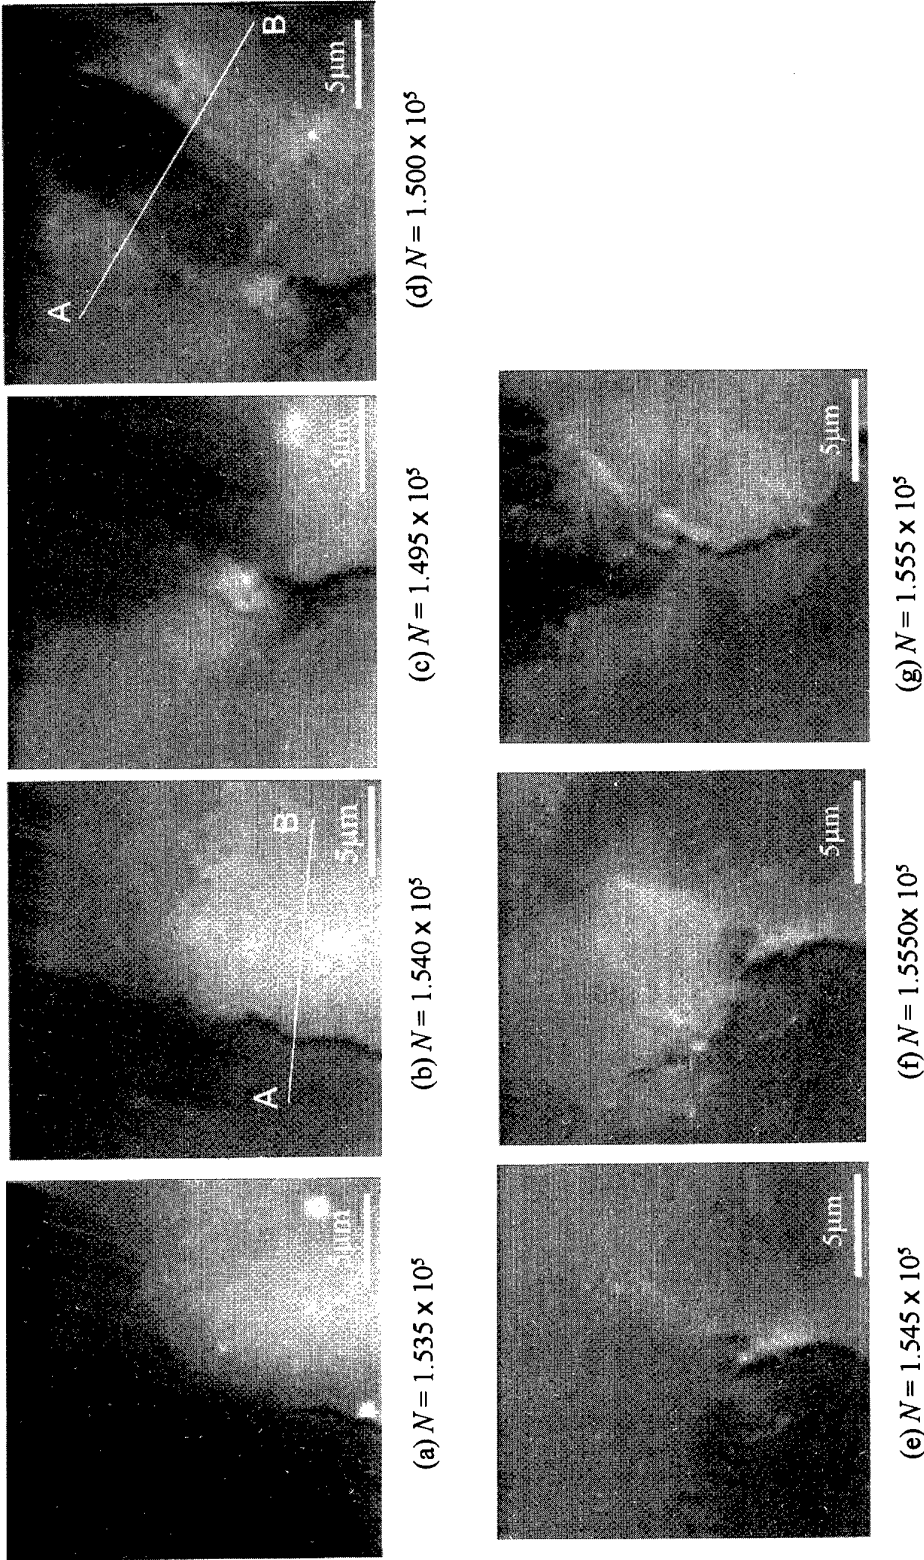 5μm
(a) N = 1.535 x 10⁵
A
B
5μm
(b) N = 1.540 x 10⁵
5μm
(c) N = 1.495 x 10⁵
A
B
5μm
(d) N = 1.500 x 10⁵
5μm
(e) N = 1.545 x 10⁵
5μm
(f) N = 1.5550x 10⁵
5μm
(g) N = 1.555 x 10⁵